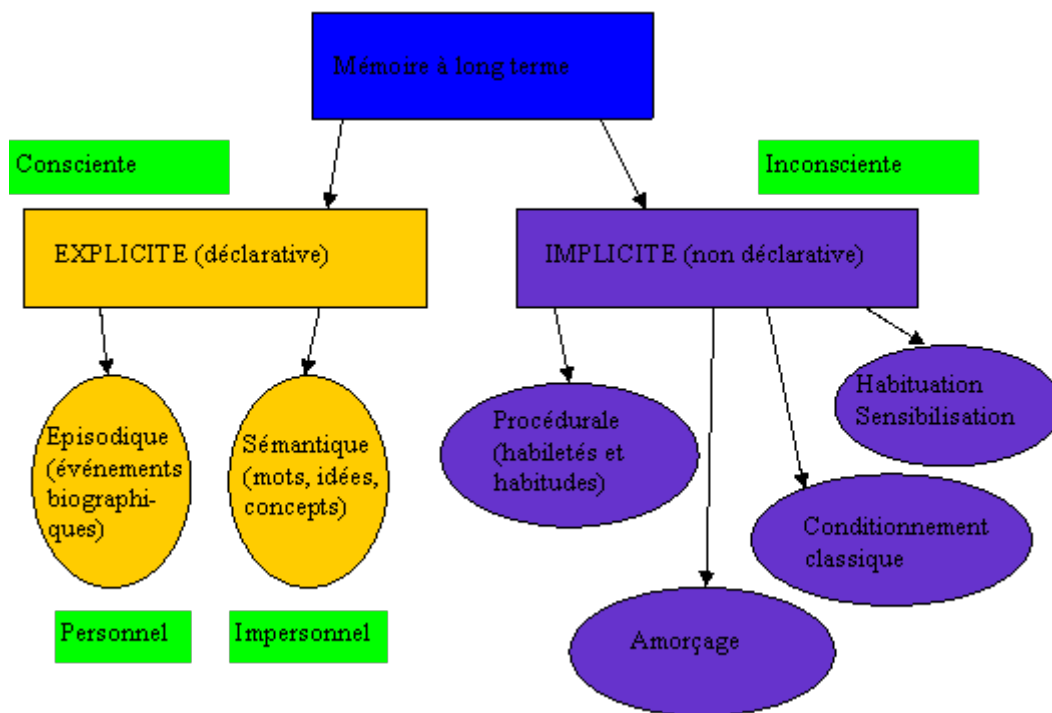 Mémoire à long terme
Consciente
Inconsciente
EXPLICITE (déclarative)
IMPLICITE (non déclarative)
Episodique
(événements
biographi-
ques)
Sémantique
(mots, idées,
concepts)
Procédurale
(habiletés et
habitudes)
Habituation
Sensibilisation
Conditionnement
classique
Amorçage
Personnel
Impersonnel